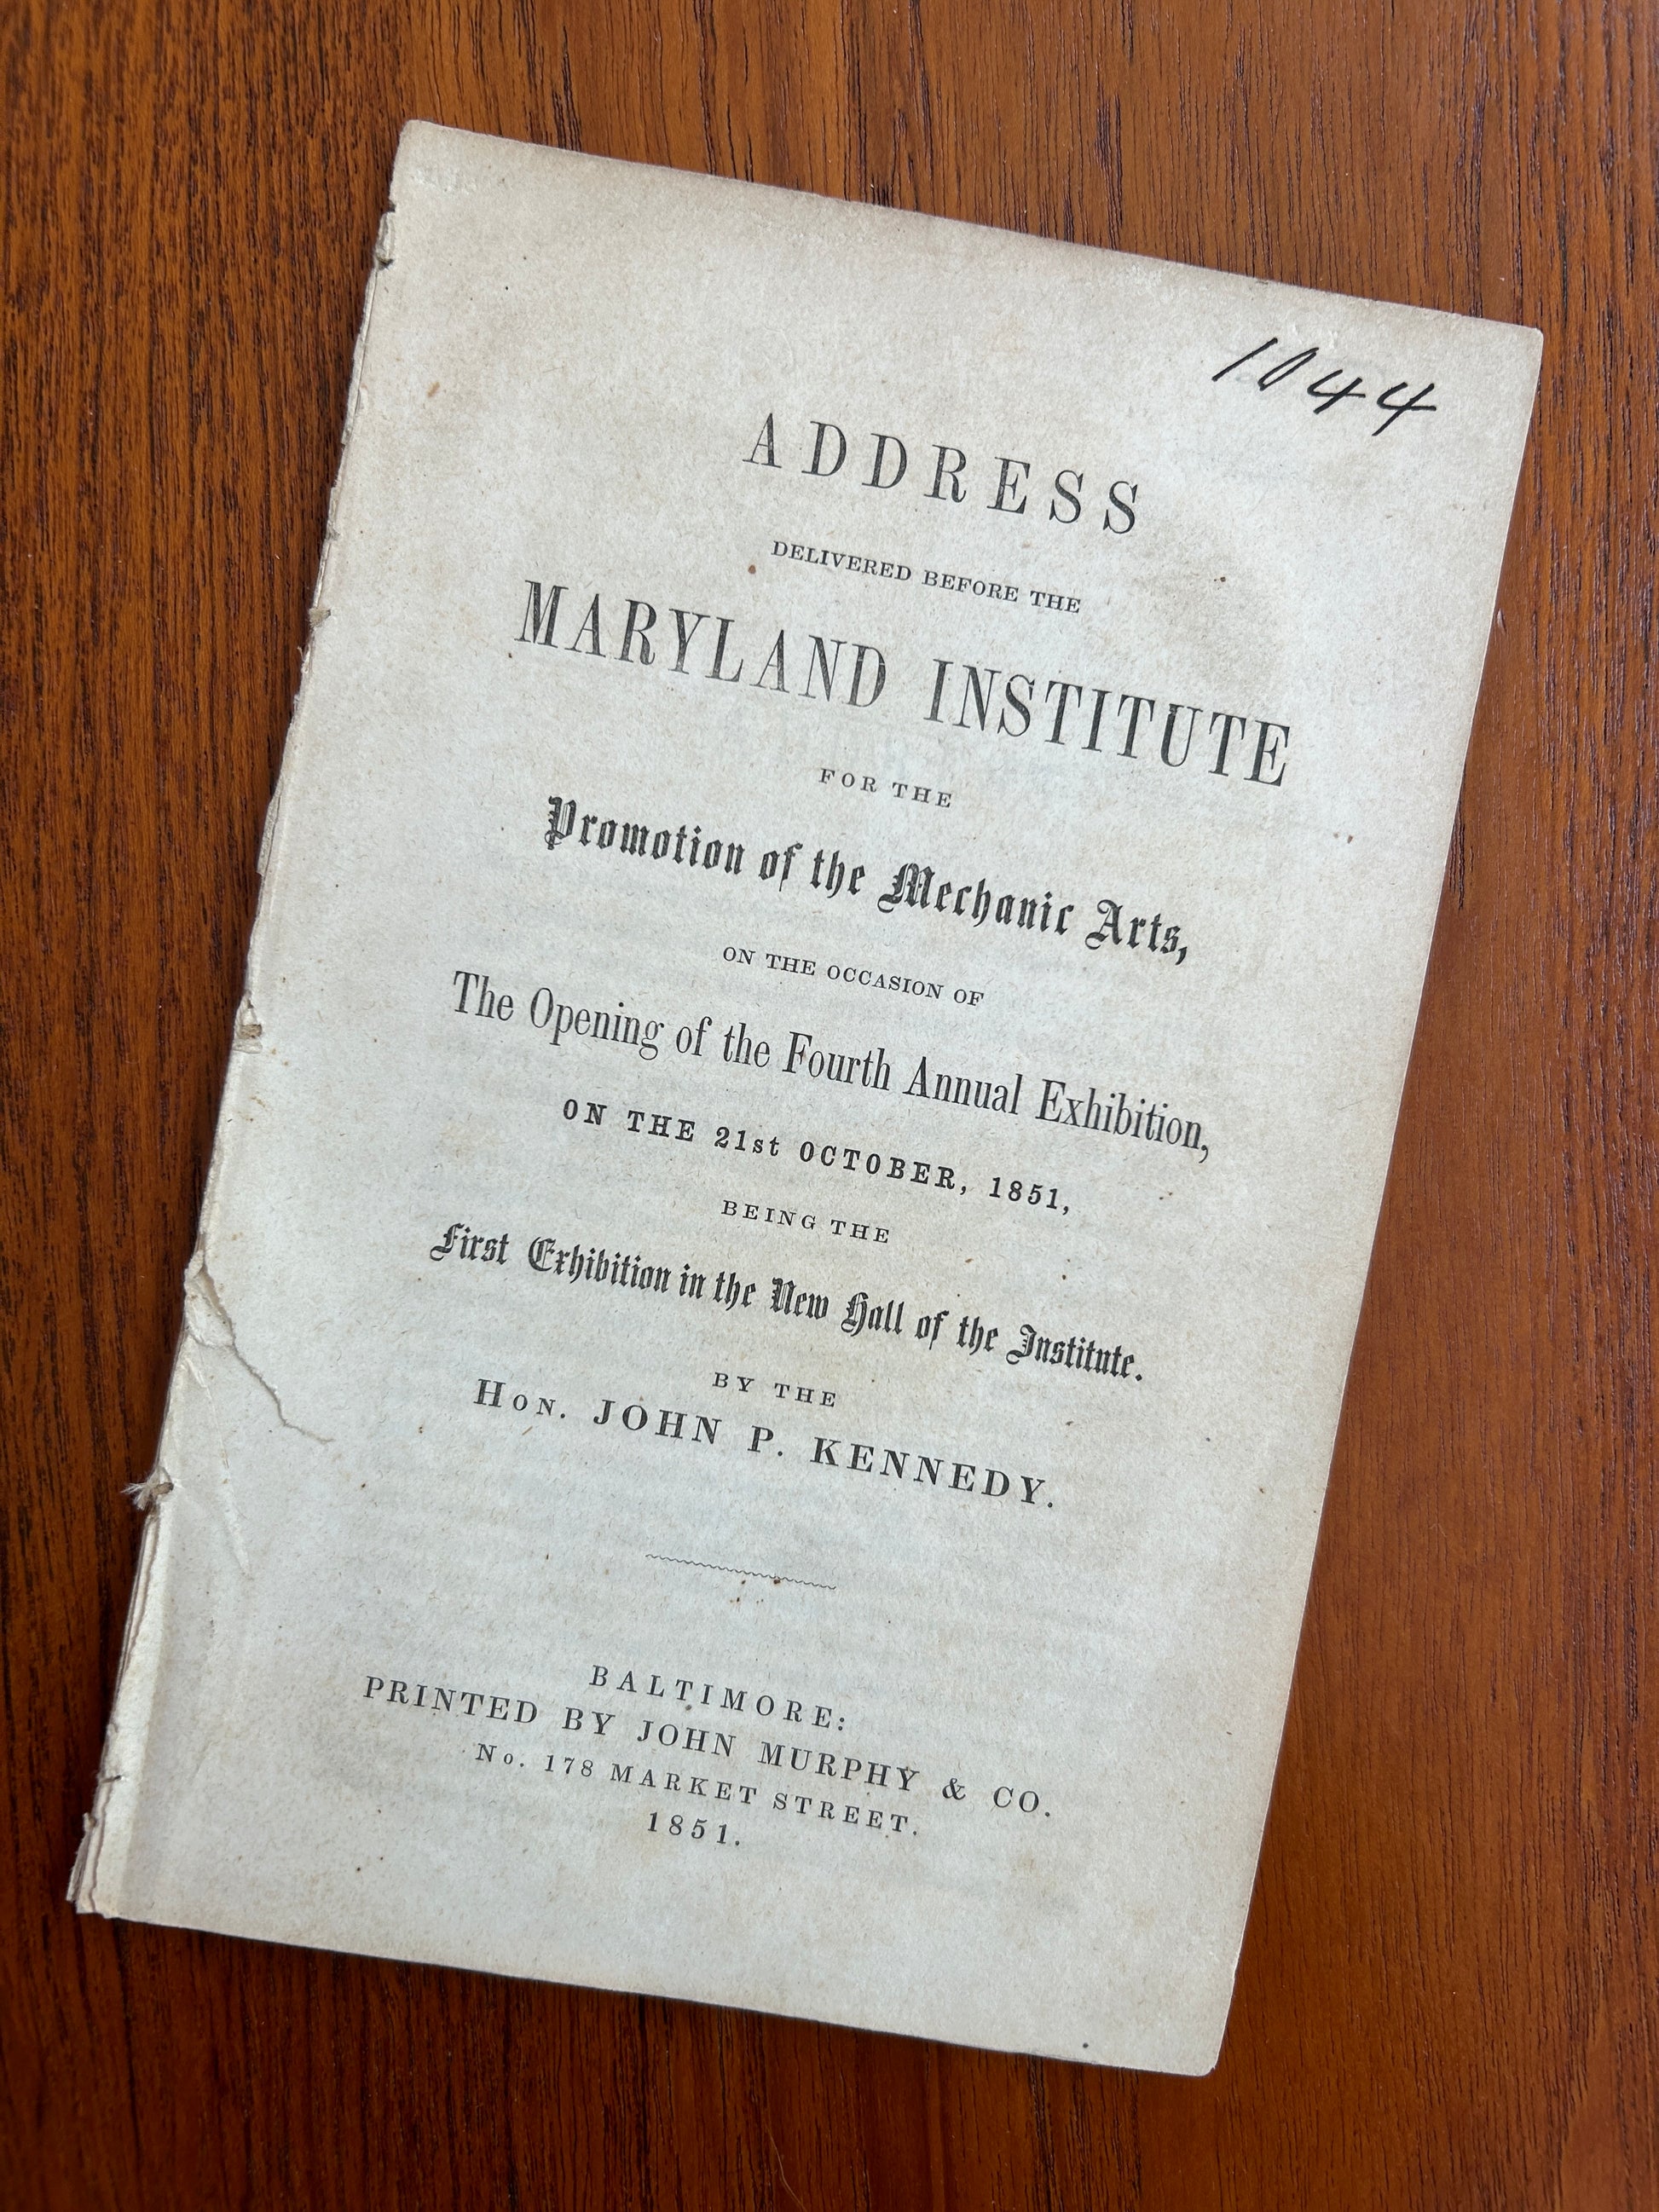 1044
ADDRESS
DELIVERED BEFORE THE
MARYLAND INSTITUTE
FOR THE
Promotion of the Mechanic Arts,
ON THE OCCASION OF
The Opening of the Fourth Annual Exhibition,
ON THE 21st OCTOBER, 1851,
BEING THE
First Exhibition in the New Hall of the Institute.
BY THE
HON. JOHN P. KENNEDY.
BALTIMORE:
PRINTED BY JOHN MURPHY & CO.
No. 178 MARKET STREET.
1851.